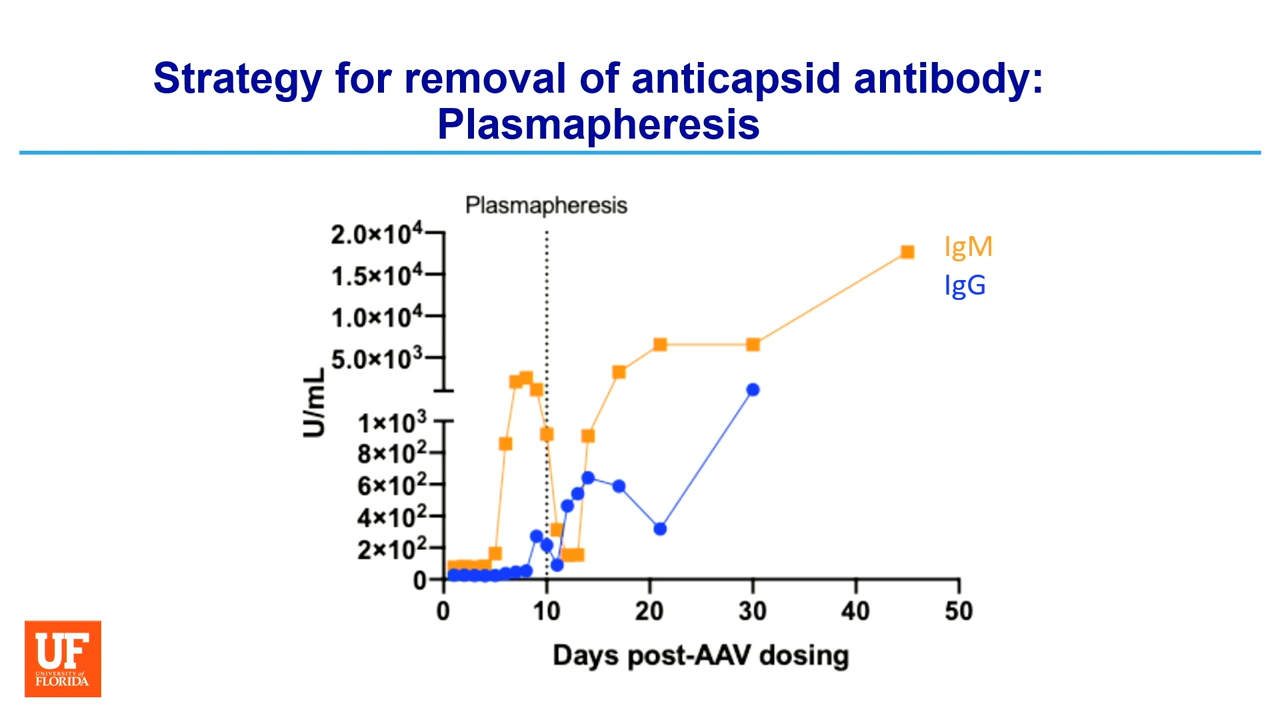 Strategy for removal of anticapsid antibody:
Plasmapheresis
Plasmapheresis
2.0×10⁴
1.5×10⁴
1.0×10⁴
5.0×10³
1×10³
8×10²
6×10²
4×10²
2×10²
0
U/mL
IgM
IgG
0 10 20 30 40 50
Days post-AAV dosing
UF
UNIVERSITY of
FLORIDA